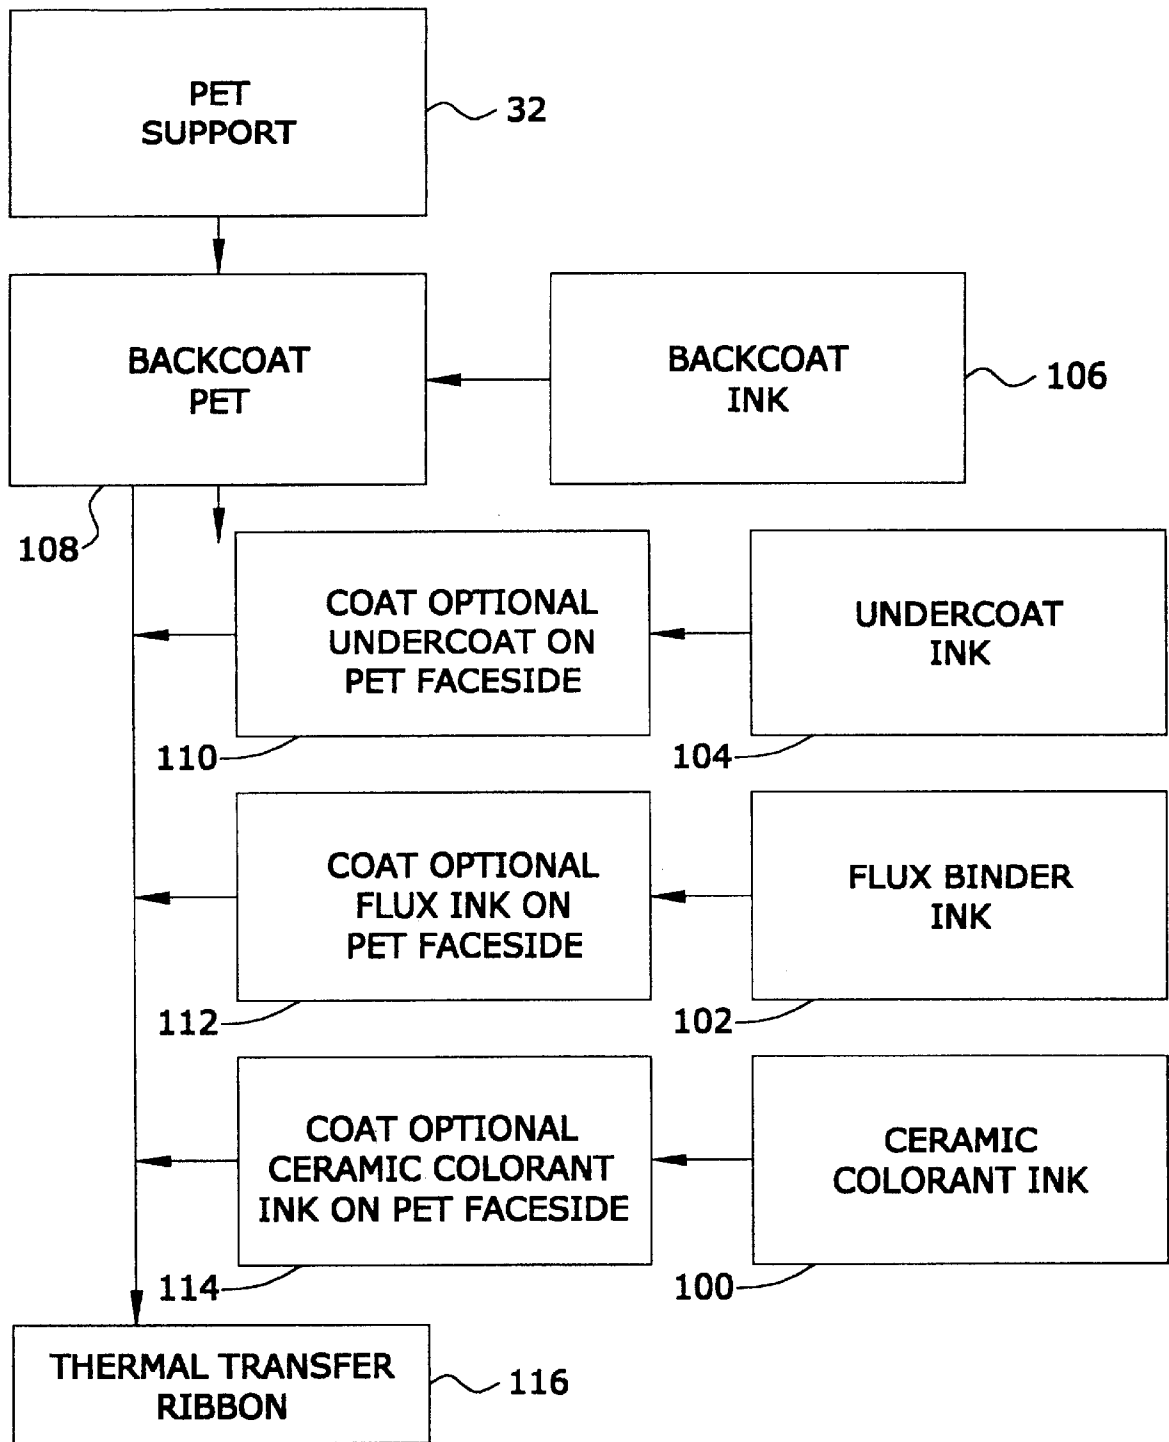 PET
SUPPORT
32
BACKCOAT
PET
BACKCOAT
INK
106
108
COAT OPTIONAL
UNDERCOAT ON
PET FACESIDE
UNDERCOAT
INK
110
104
COAT OPTIONAL
FLUX INK ON
PET FACESIDE
FLUX BINDER
INK
112
102
COAT OPTIONAL
CERAMIC COLORANT
INK ON PET FACESIDE
CERAMIC
COLORANT INK
114
100
THERMAL TRANSFER
RIBBON
116